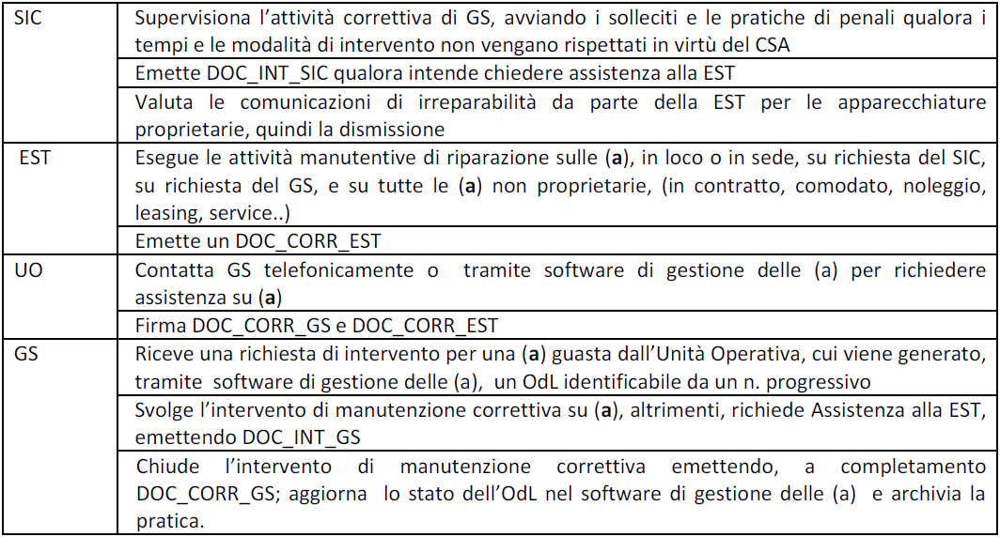 SIC
Supervisiona l'attività correttiva di GS, avviando i solleciti e le pratiche di penali qualora i
tempi e le modalità di intervento non vengano rispettati in virtù del CSA
Emette DOC_INT_SIC qualora intende chiedere assistenza alla EST
Valuta le comunicazioni di irreparabilità da parte della EST per le apparecchiature
proprietarie, quindi la dismissione
EST
Esegue le attività manutentive di riparazione sulle (a), in loco o in sede, su richiesta del SIC,
su richiesta del GS, e su tutte le (a) non proprietarie, (in contratto, comodato, noleggio,
leasing, service..)
Emette un DOC_CORR_EST
UO
Contatta GS telefonicamente o tramite software di gestione delle (a) per richiedere
assistenza su (a)
Firma DOC_CORR_GS e DOC_CORR_EST
GS
Riceve una richiesta di intervento per una (a) guasta dall'Unità Operativa, cui viene generato,
tramite software di gestione delle (a), un OdL identificabile da un n. progressivo
Svolge l'intervento di manutenzione correttiva su (a), altrimenti, richiede Assistenza alla EST,
emettendo DOC_INT_GS
Chiude l'intervento di manutenzione correttiva emettendo, a completamento
DOC_CORR_GS; aggiorna lo stato dell'OdL nel software di gestione delle (a) e archivia la
pratica.